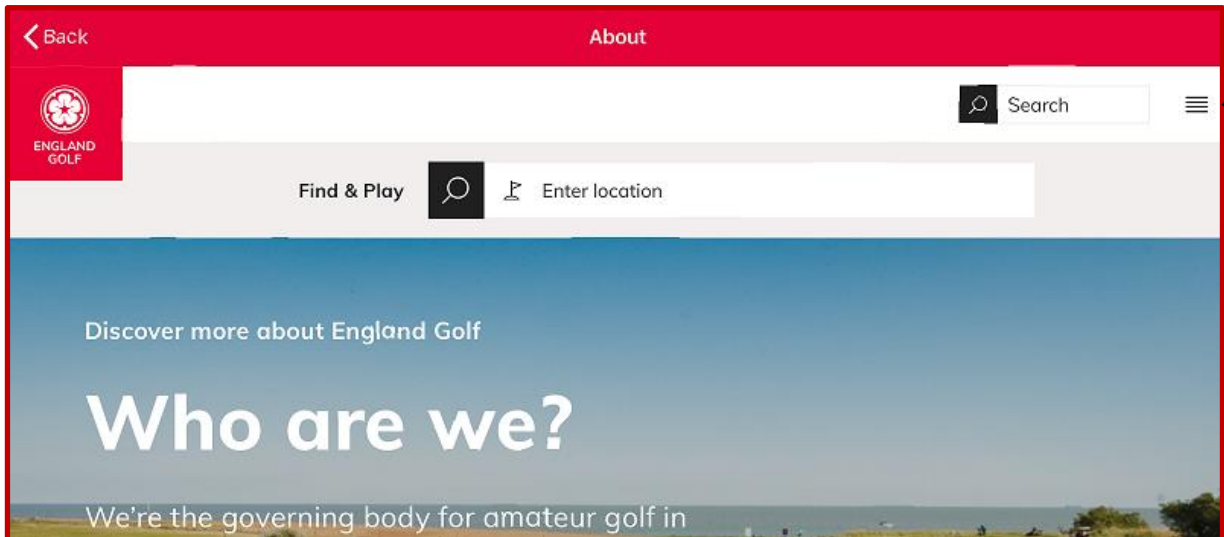 Back
About
ENGLAND
GOLF
Search
Find & Play
Enter location
Discover more about England Golf
Who are we?
We're the governing body for amateur golf in